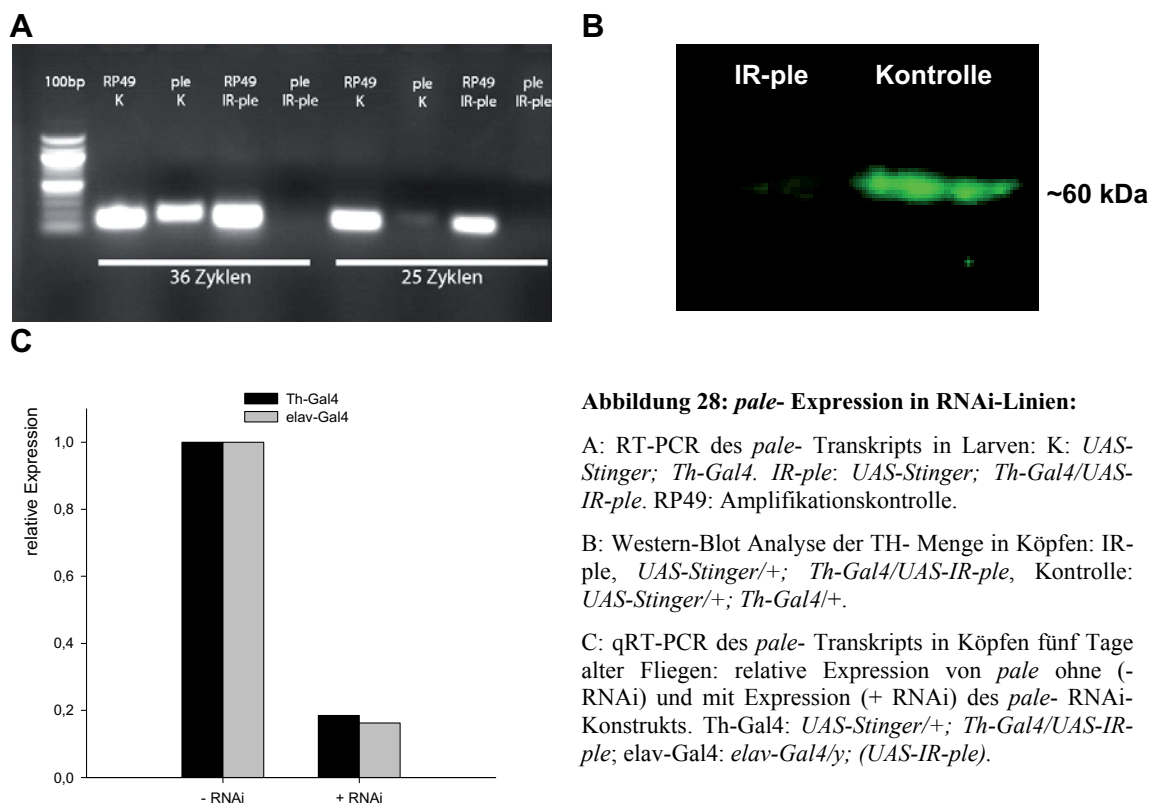 A
100bp RP49 ple RP49 ple RP49 ple RP49 ple
K K IR-ple IR-ple K K IR-ple IR-ple
36 Zyklen 25 Zyklen
B
IR-ple Kontrolle
~60 kDa
C
Th-Gal4
elav-Gal4
relative Expression
1,0
0,8
0,6
0,4
0,2
0,0
- RNAi + RNAi
Abbildung 28: pale- Expression in RNAi-Linien:
A: RT-PCR des pale- Transkripts in Larven: K: UAS-
Stinger; Th-Gal4. IR-ple: UAS-Stinger; Th-Gal4/UAS-
IR-ple. RP49: Amplifikationskontrolle.
B: Western-Blot Analyse der TH- Menge in Köpfen: IR-
ple, UAS-Stinger/+; Th-Gal4/UAS-IR-ple, Kontrolle:
UAS-Stinger/+; Th-Gal4/+.
C: qRT-PCR des pale- Transkripts in Köpfen fünf Tage
alter Fliegen: relative Expression von pale ohne (-
RNAi) und mit Expression (+ RNAi) des pale- RNAi-
Konstrukts. Th-Gal4: UAS-Stinger/+; Th-Gal4/UAS-IR-
ple; elav-Gal4: elav-Gal4/y; (UAS-IR-ple).